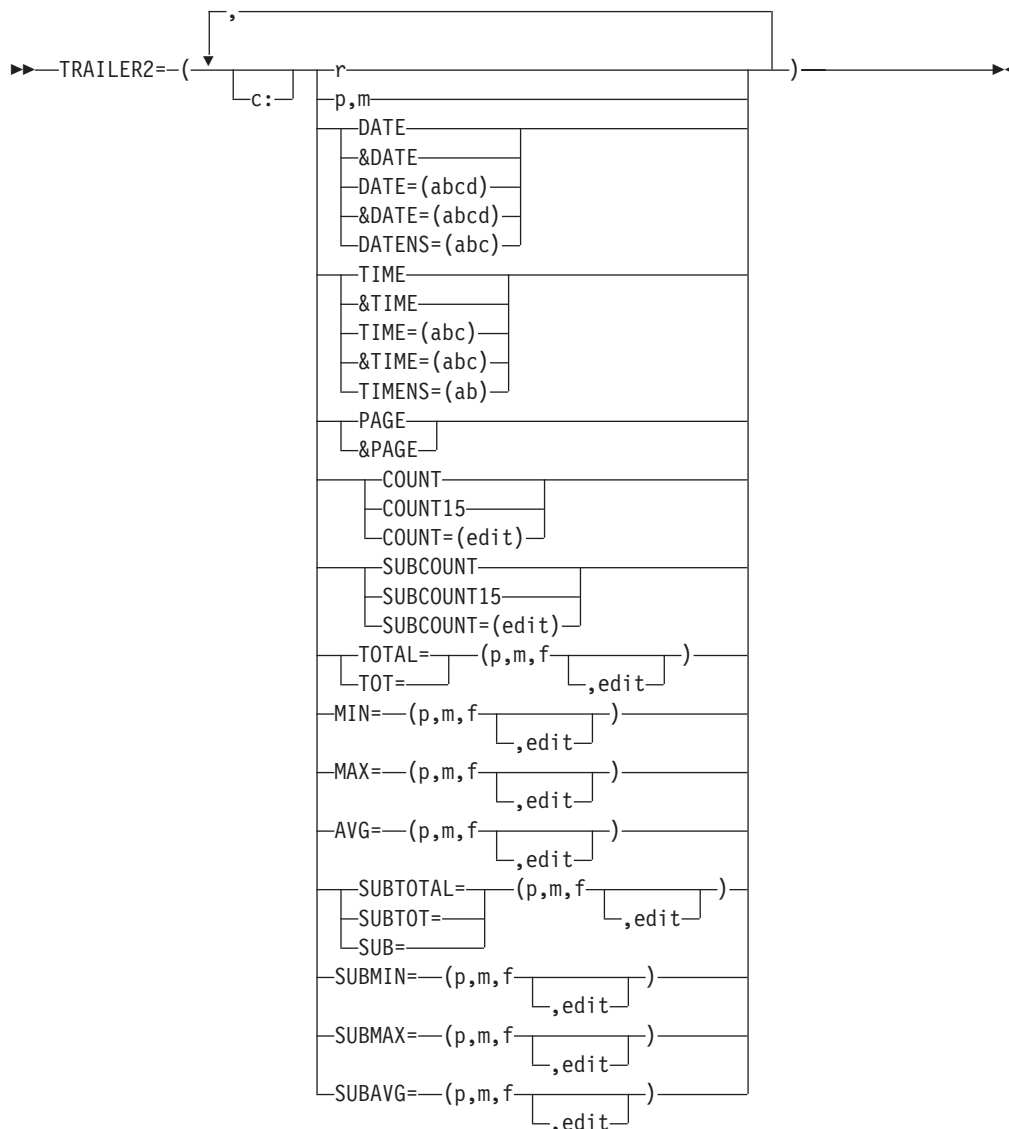 ,
TRAILER2= ( r )
c:
p,m
DATE
&DATE
DATE=(abcd)
&DATE=(abcd)
DATENS=(abc)
TIME
&TIME
TIME=(abc)
&TIME=(abc)
TIMENS=(ab)
PAGE
&PAGE
COUNT
COUNT15
COUNT=(edit)
SUBCOUNT
SUBCOUNT15
SUBCOUNT=(edit)
TOTAL= (p,m,f )
TOT= ,edit
MIN= (p,m,f )
,edit
MAX= (p,m,f )
,edit
AVG= (p,m,f )
,edit
SUBTOTAL= (p,m,f )
SUBTOT= ,edit
SUB=
SUBMIN= (p,m,f )
,edit
SUBMAX= (p,m,f )
,edit
SUBAVG= (p,m,f )
,edit